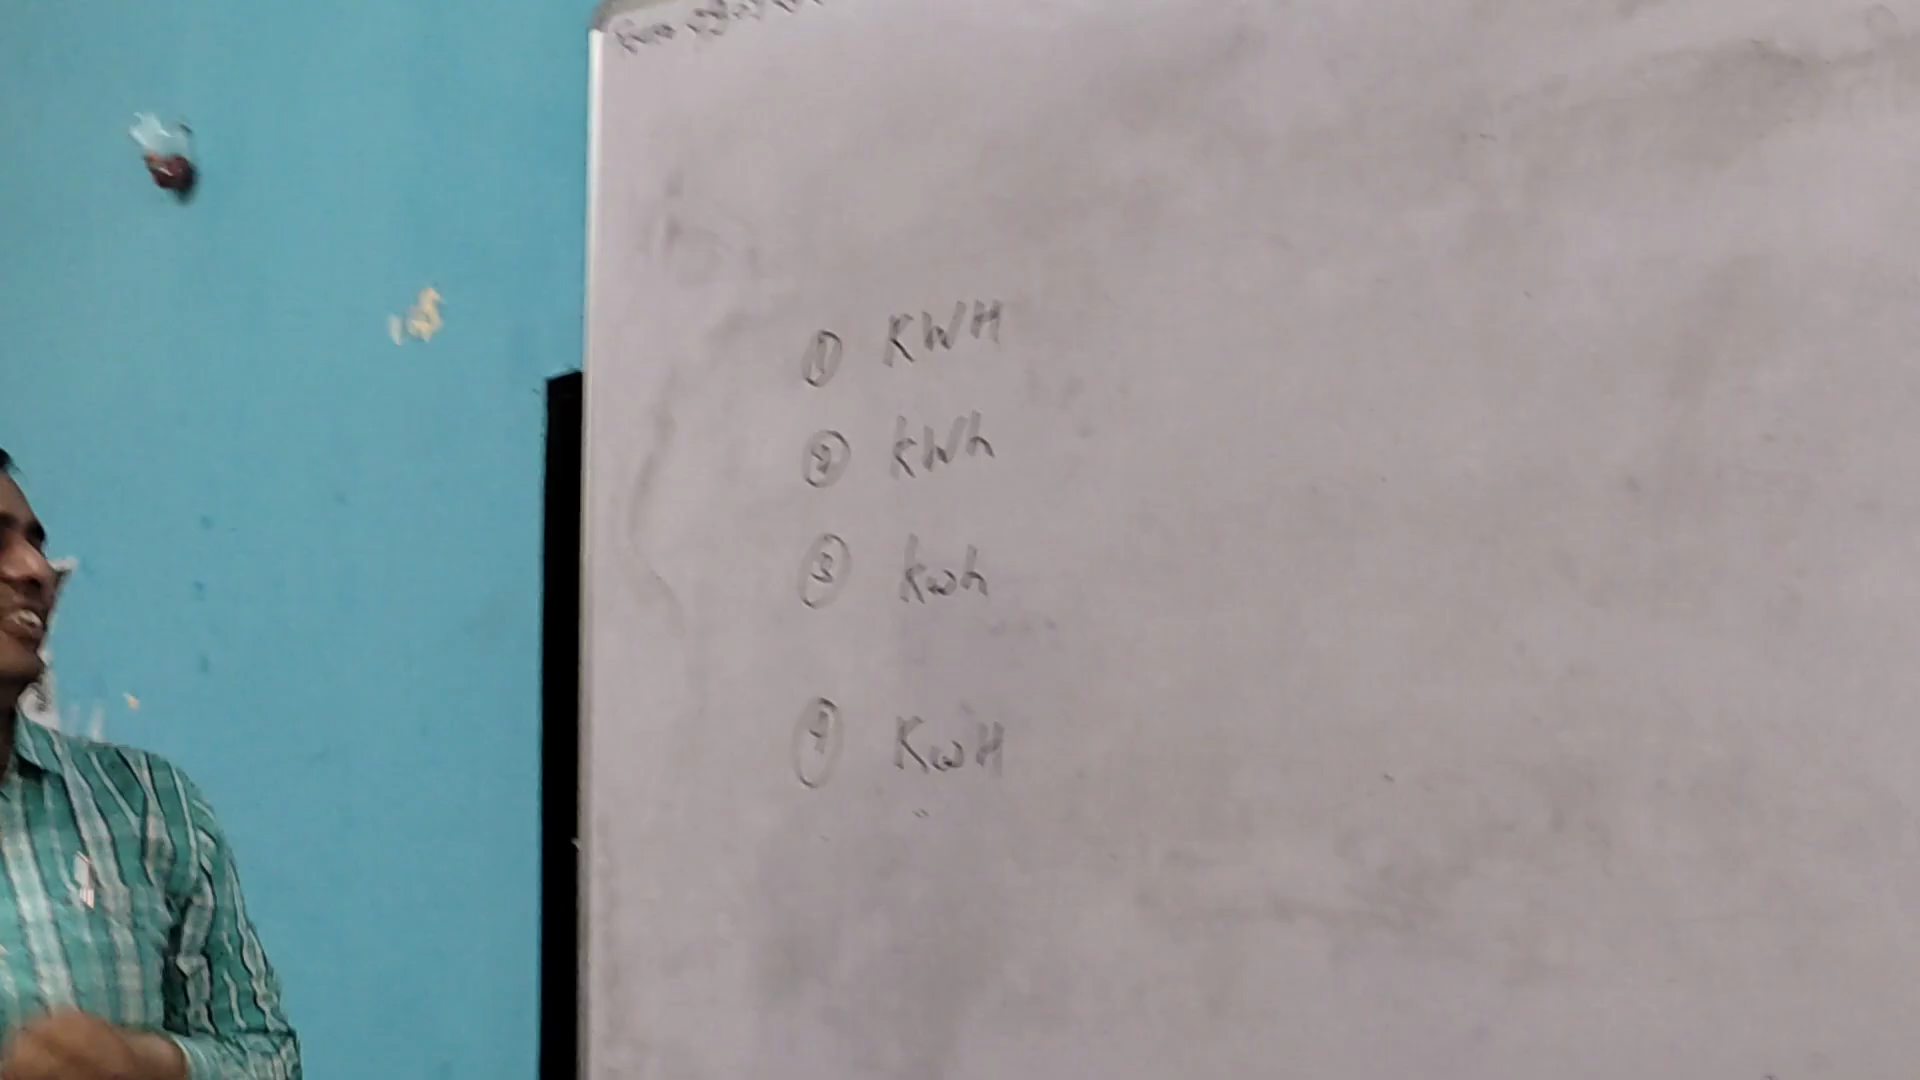 ① KWH
② kWh
③ kwh
④ KwH